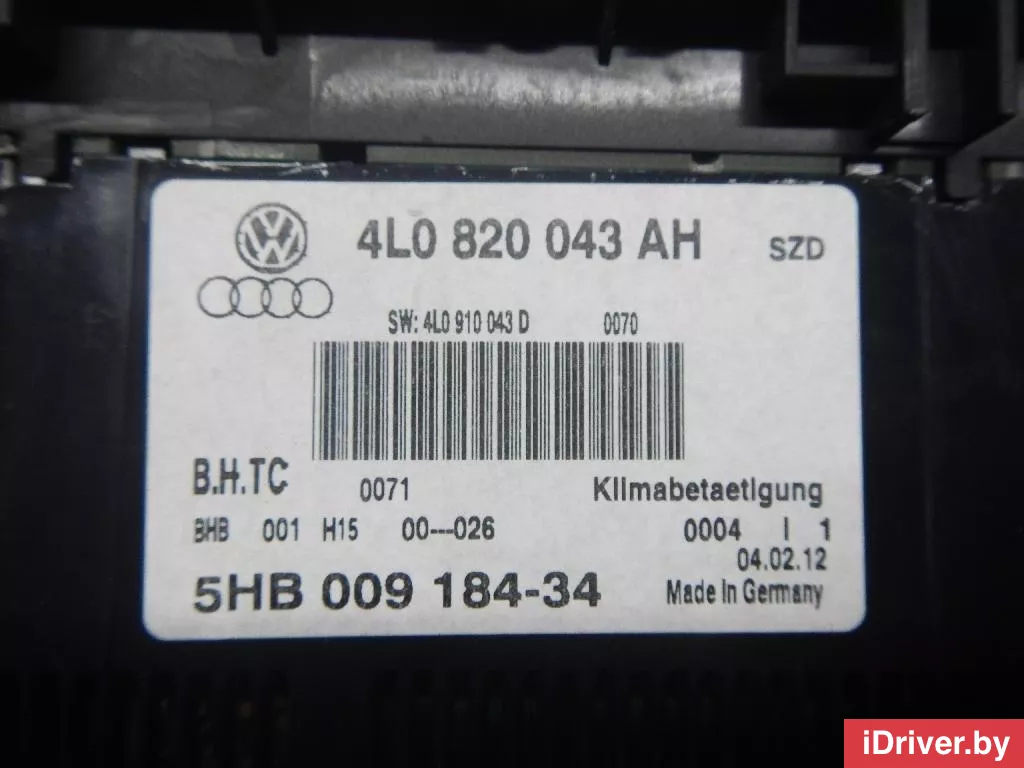 4L0 820 043 AH SZD
SW: 4L0 910 043 D 0070
B.H.TC 0071 Klimabetaetigung
BHB 001 H15 00---026 0004 I 1
04.02.12
5HB 009 184-34 Made In Germany
iDriver.by